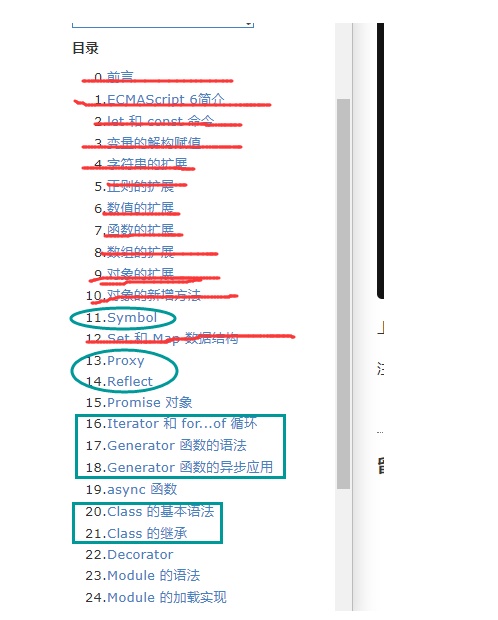 目录
0.前言
1.ECMAScript 6简介
2.let 和 const 命令
3.变量的解构赋值
4.字符串的扩展
5.正则的扩展
6.数值的扩展
7.函数的扩展
8.数组的扩展
9.对象的扩展
10.对象的新增方法
11.Symbol
12.Set 和 Map 数据结构
13.Proxy
14.Reflect
15.Promise 对象
16.Iterator 和 for...of 循环
17.Generator 函数的语法
18.Generator 函数的异步应用
19.async 函数
20.Class 的基本语法
21.Class 的继承
22.Decorator
23.Module 的语法
24.Module 的加载实现